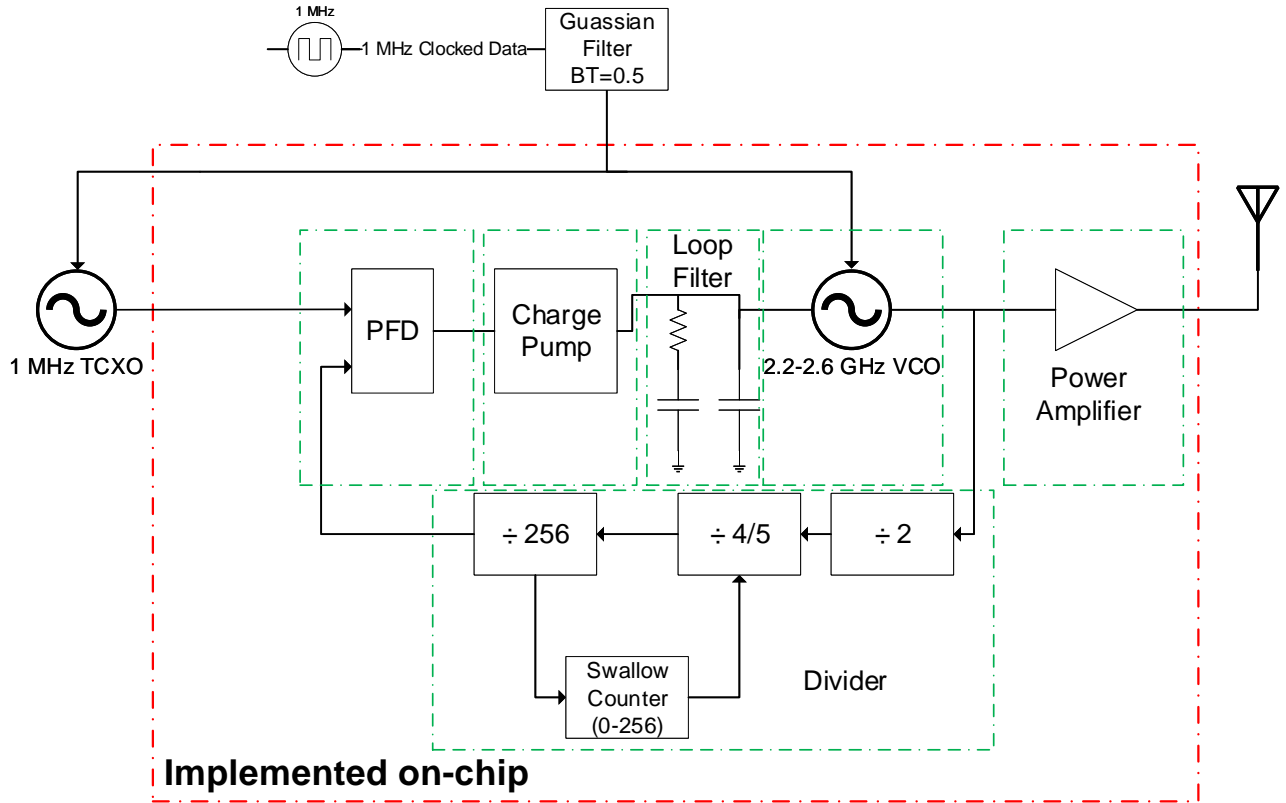 1 MHz
1 MHz Clocked Data
Guassian
Filter
BT=0.5
1 MHz TCXO
PFD
Charge
Pump
Loop
Filter
2.2-2.6 GHz VCO
Power
Amplifier
÷ 256
÷ 4/5
÷ 2
Swallow
Counter
(0-256)
Divider
Implemented on-chip